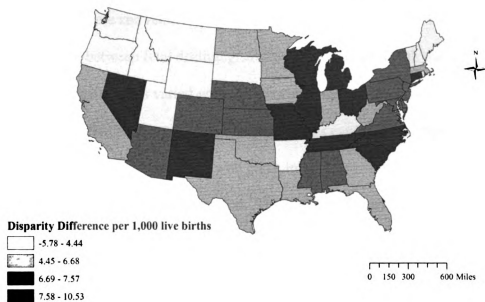 N
Disparity Difference per 1,000 live births
-5.78 - 4.44
4.45 - 6.68
6.69 - 7.57
7.58 - 10.53
0 150 300 600 Miles